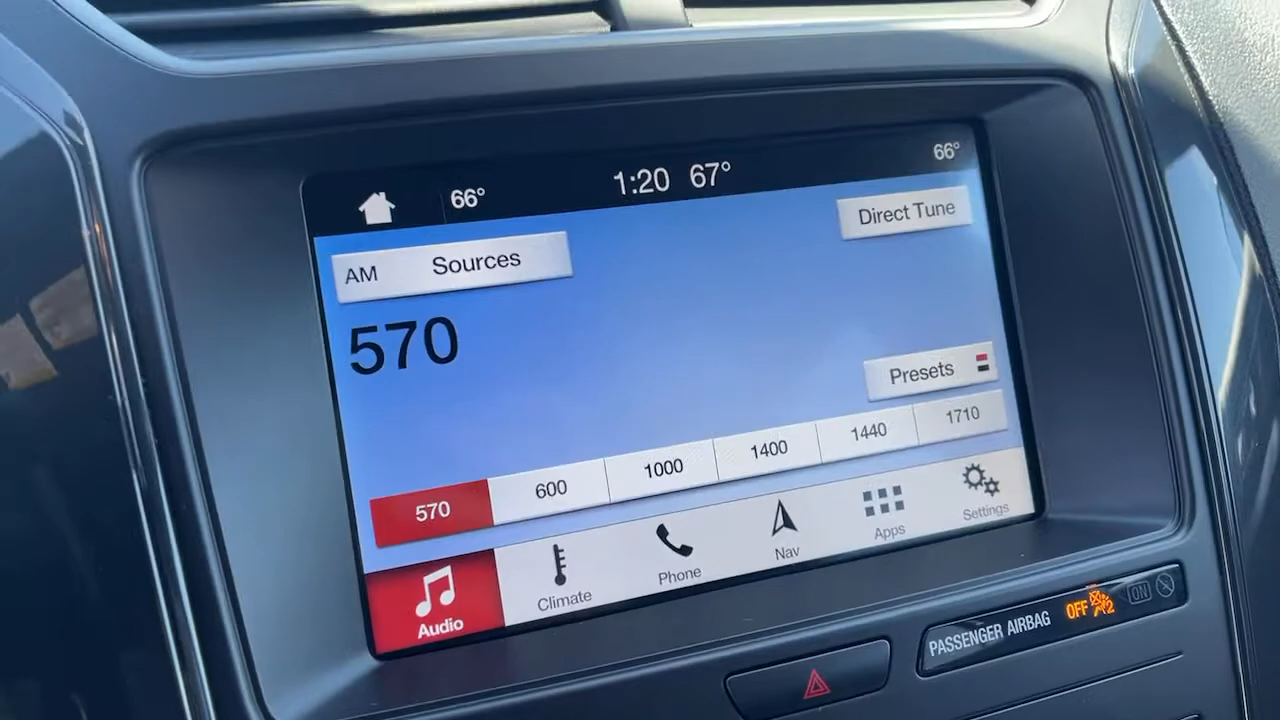 66° 1:20 67° 66°
Direct Tune
AM Sources
570
Presets
570 600 1000 1400 1440 1710
Audio Climate Phone Nav Apps Settings
PASSENGER AIRBAG OFF 2 ON